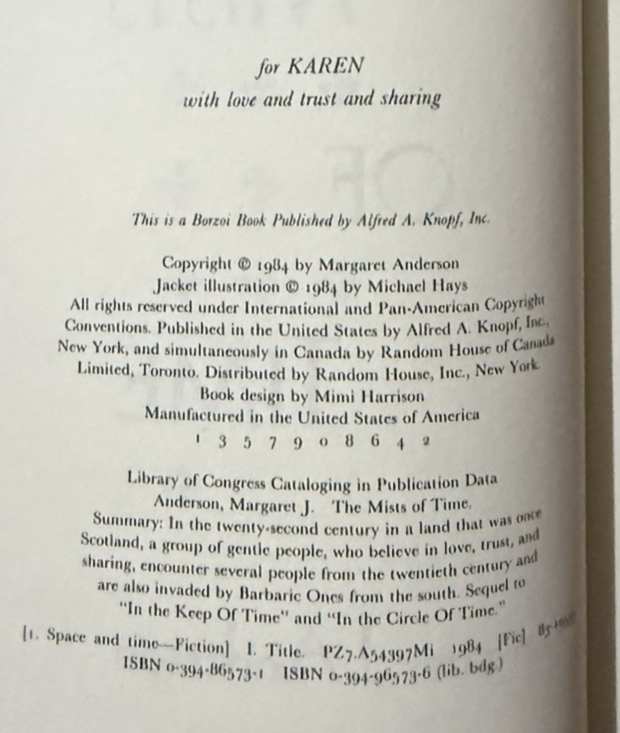 for KAREN
with love and trust and sharing
This is a Borzoi Book Published by Alfred A. Knopf, Inc.
Copyright © 1984 by Margaret Anderson
Jacket illustration © 1984 by Michael Hays
All rights reserved under International and Pan-American Copyright
Conventions. Published in the United States by Alfred A. Knopf, Inc.,
New York, and simultaneously in Canada by Random House of Canada
Limited, Toronto. Distributed by Random House, Inc., New York.
Book design by Mimi Harrison
Manufactured in the United States of America
1 3 5 7 9 0 8 6 4 2
Library of Congress Cataloging in Publication Data
Anderson, Margaret J. The Mists of Time.
Summary: In the twenty-second century in a land that was once
Scotland, a group of gentle people, who believe in love, trust, and
sharing, encounter several people from the twentieth century and
are also invaded by Barbaric Ones from the south. Sequel to
"In the Keep Of Time" and "In the Circle Of Time."
[1. Space and time—Fiction] I. Title. PZ7.A54397Mi 1984 [Fic]
ISBN 0-394-86573-1 ISBN 0-394-96573-6 (lib. bdg.)